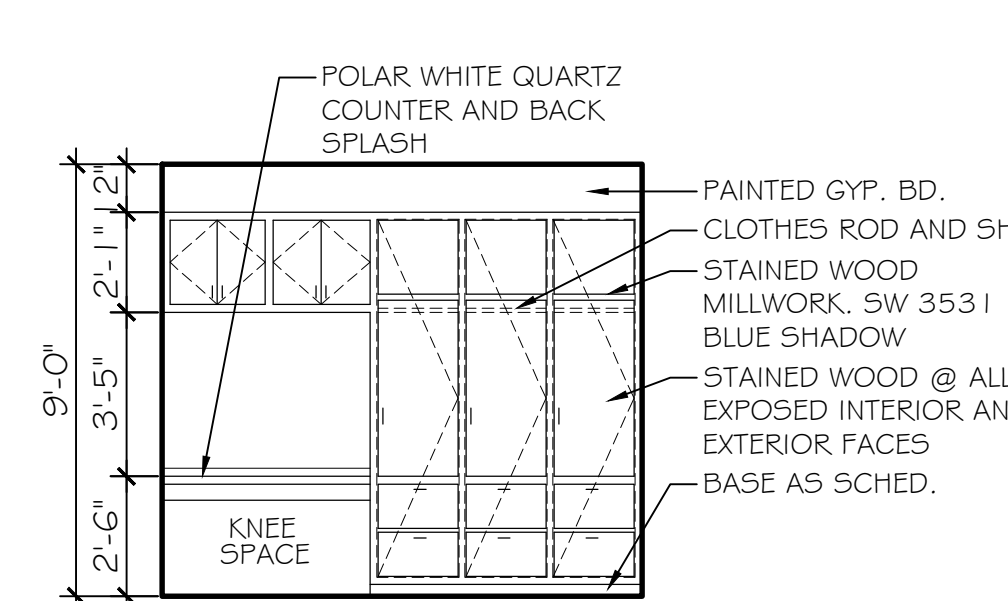 POLAR WHITE QUARTZ
COUNTER AND BACK
SPLASH
PAINTED GYP. BD.
CLOTHES ROD AND SH
STAINED WOOD
MILLWORK. SW 3531
BLUE SHADOW
STAINED WOOD @ ALL
EXPOSED INTERIOR AN
EXTERIOR FACES
BASE AS SCHED.
12"
2'-1"
3'-5"
2'-6"
9'-0"
KNEE
SPACE